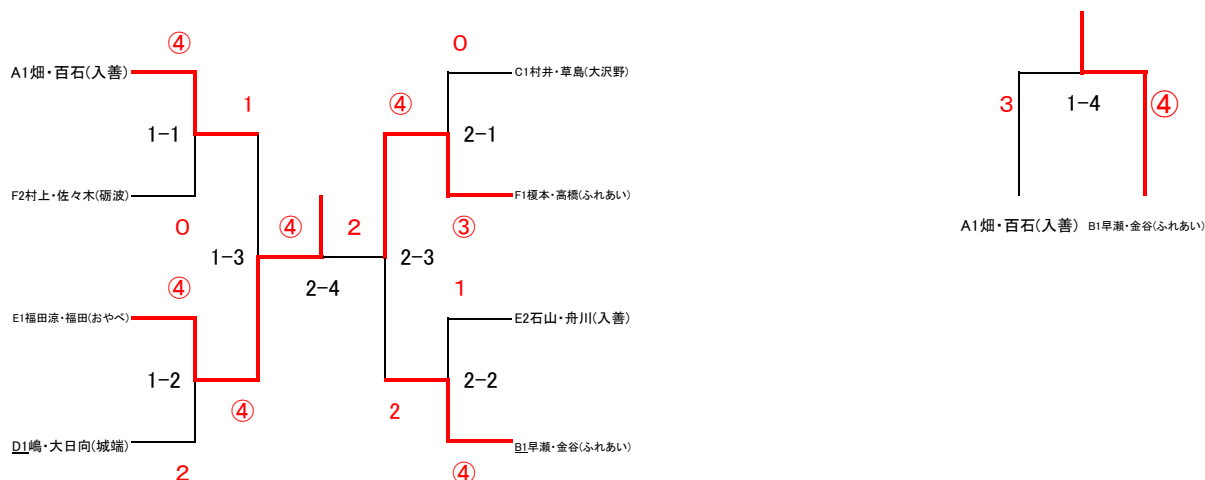 ④
0
A1畑・百石(入善)
C1村井・草島(大沢野)
1
④
3
1-4
④
1-1
2-1
F2村上・佐々木(砺波)
F1榎本・高橋(ふれあい)
0
④
2
③
A1畑・百石(入善)
B1早瀬・金谷(ふれあい)
1-3
2-3
④
2-4
1
E1福田涼・福田(おやべ)
E2石山・舟川(入善)
1-2
2-2
④
2
D1嶋・大日向(城端)
B1早瀬・金谷(ふれあい)
2
④